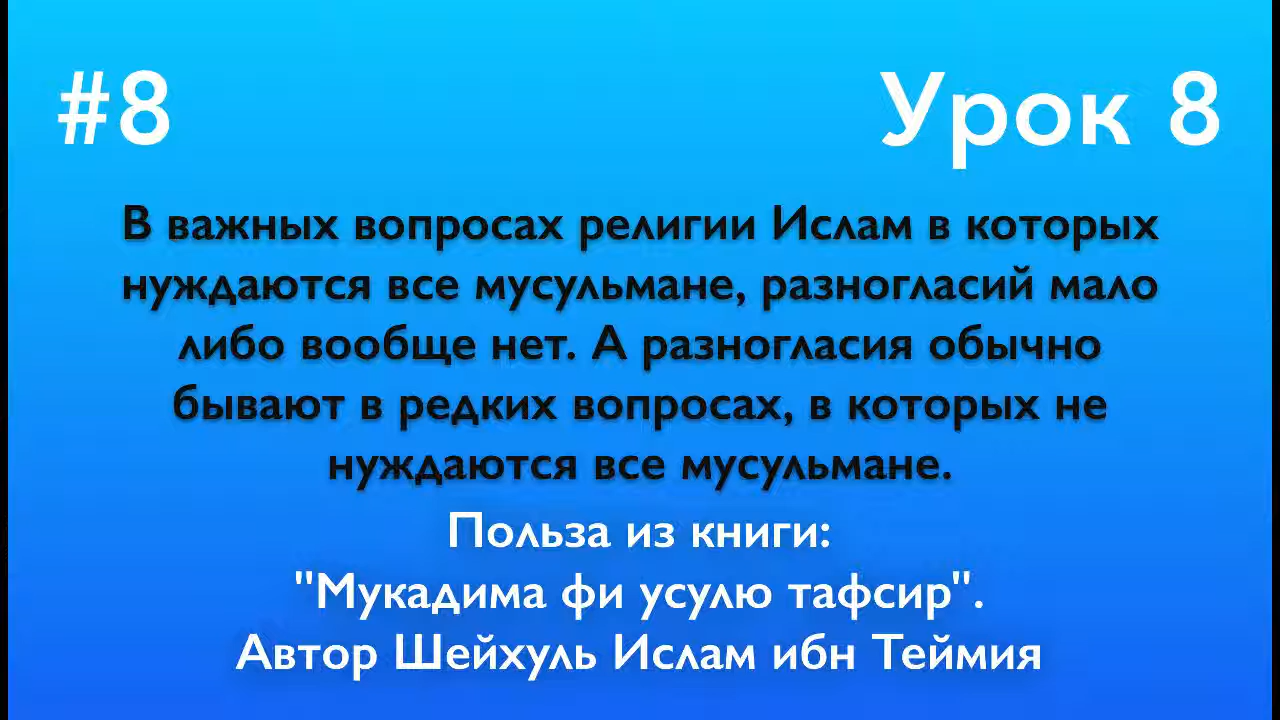 #8
Урок 8
В важных вопросах религии Ислам в которых
нуждаются все мусульмане, разногласий мало
либо вообще нет. А разногласия обычно
бывают в редких вопросах, в которых не
нуждаются все мусульмане.
Польза из книги:
"Мукадима фи усулю тафсир".
Автор Шейхуль Ислам ибн Теймия